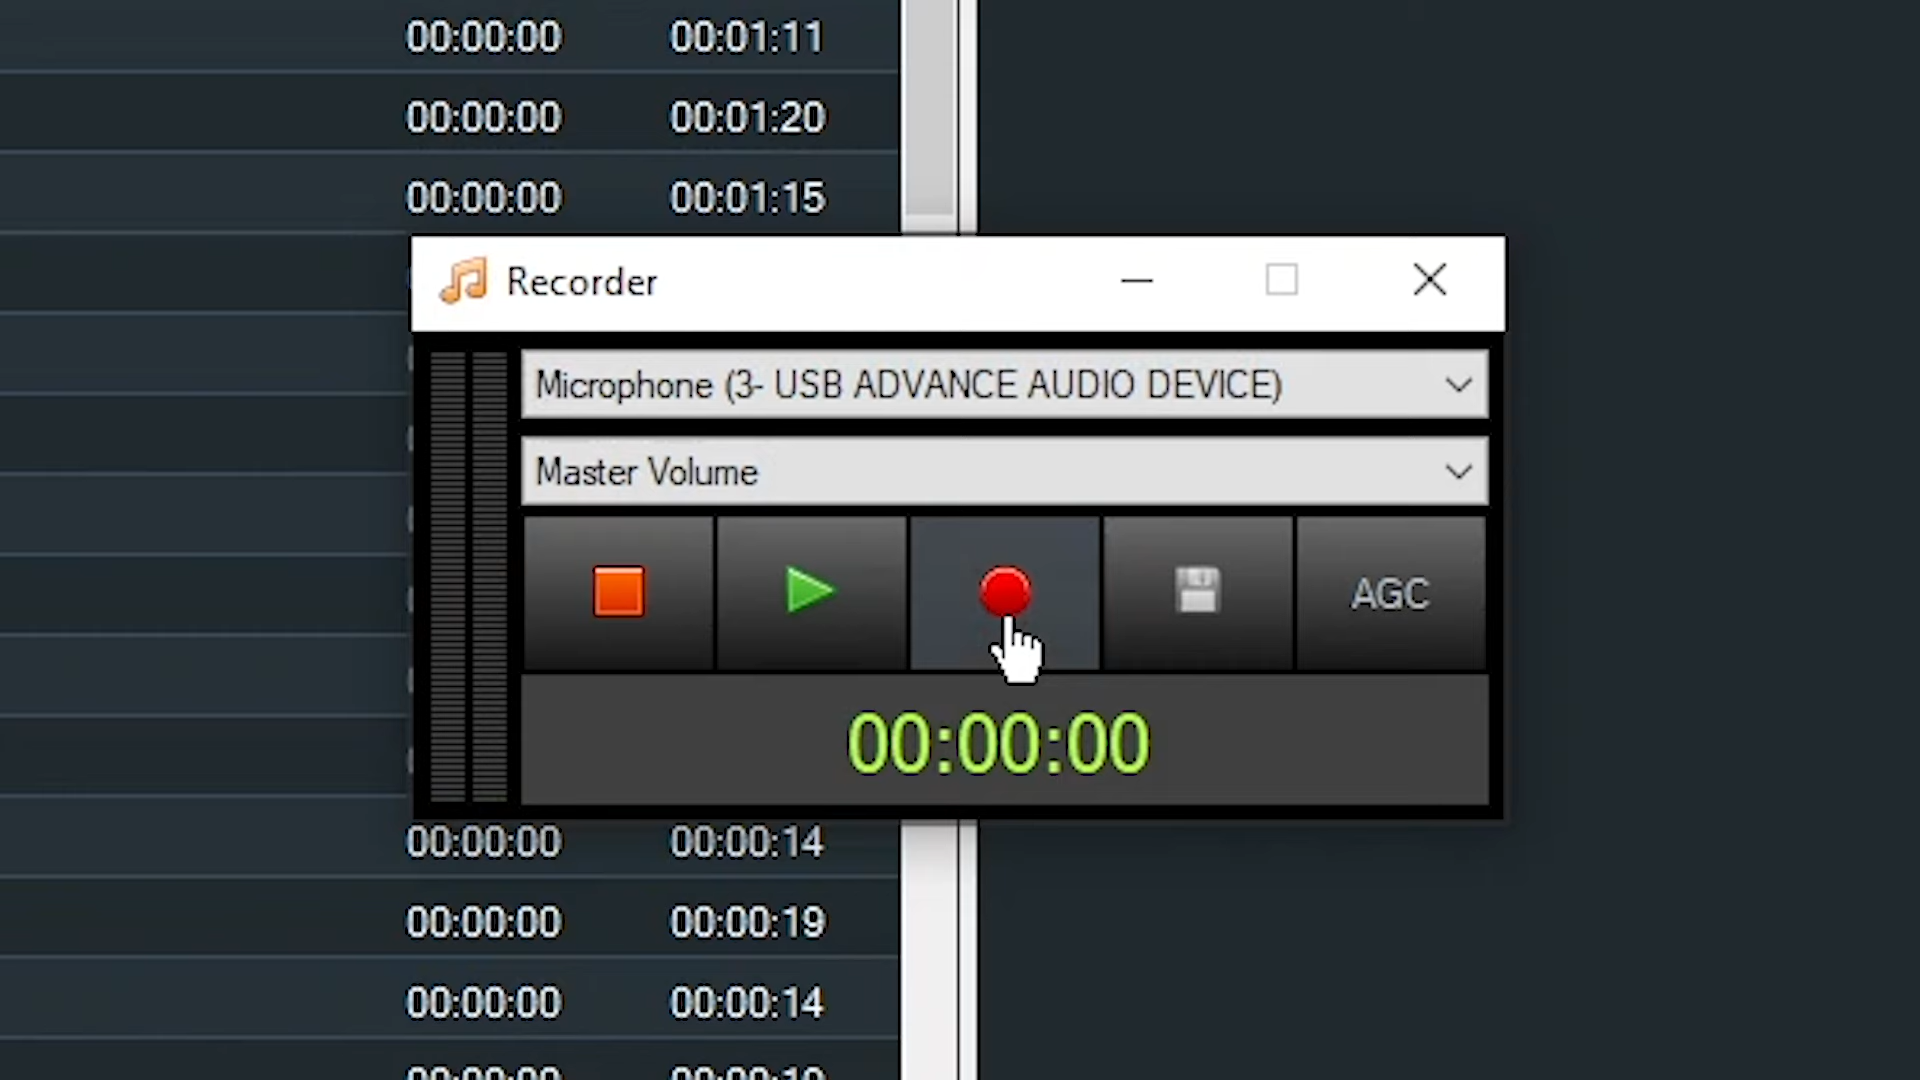 00:00:00 00:01:11
00:00:00 00:01:20
00:00:00 00:01:15
Recorder
Microphone (3- USB ADVANCE AUDIO DEVICE)
Master Volume
AGC
00:00:00
00:00:00 00:00:14
00:00:00 00:00:19
00:00:00 00:00:14